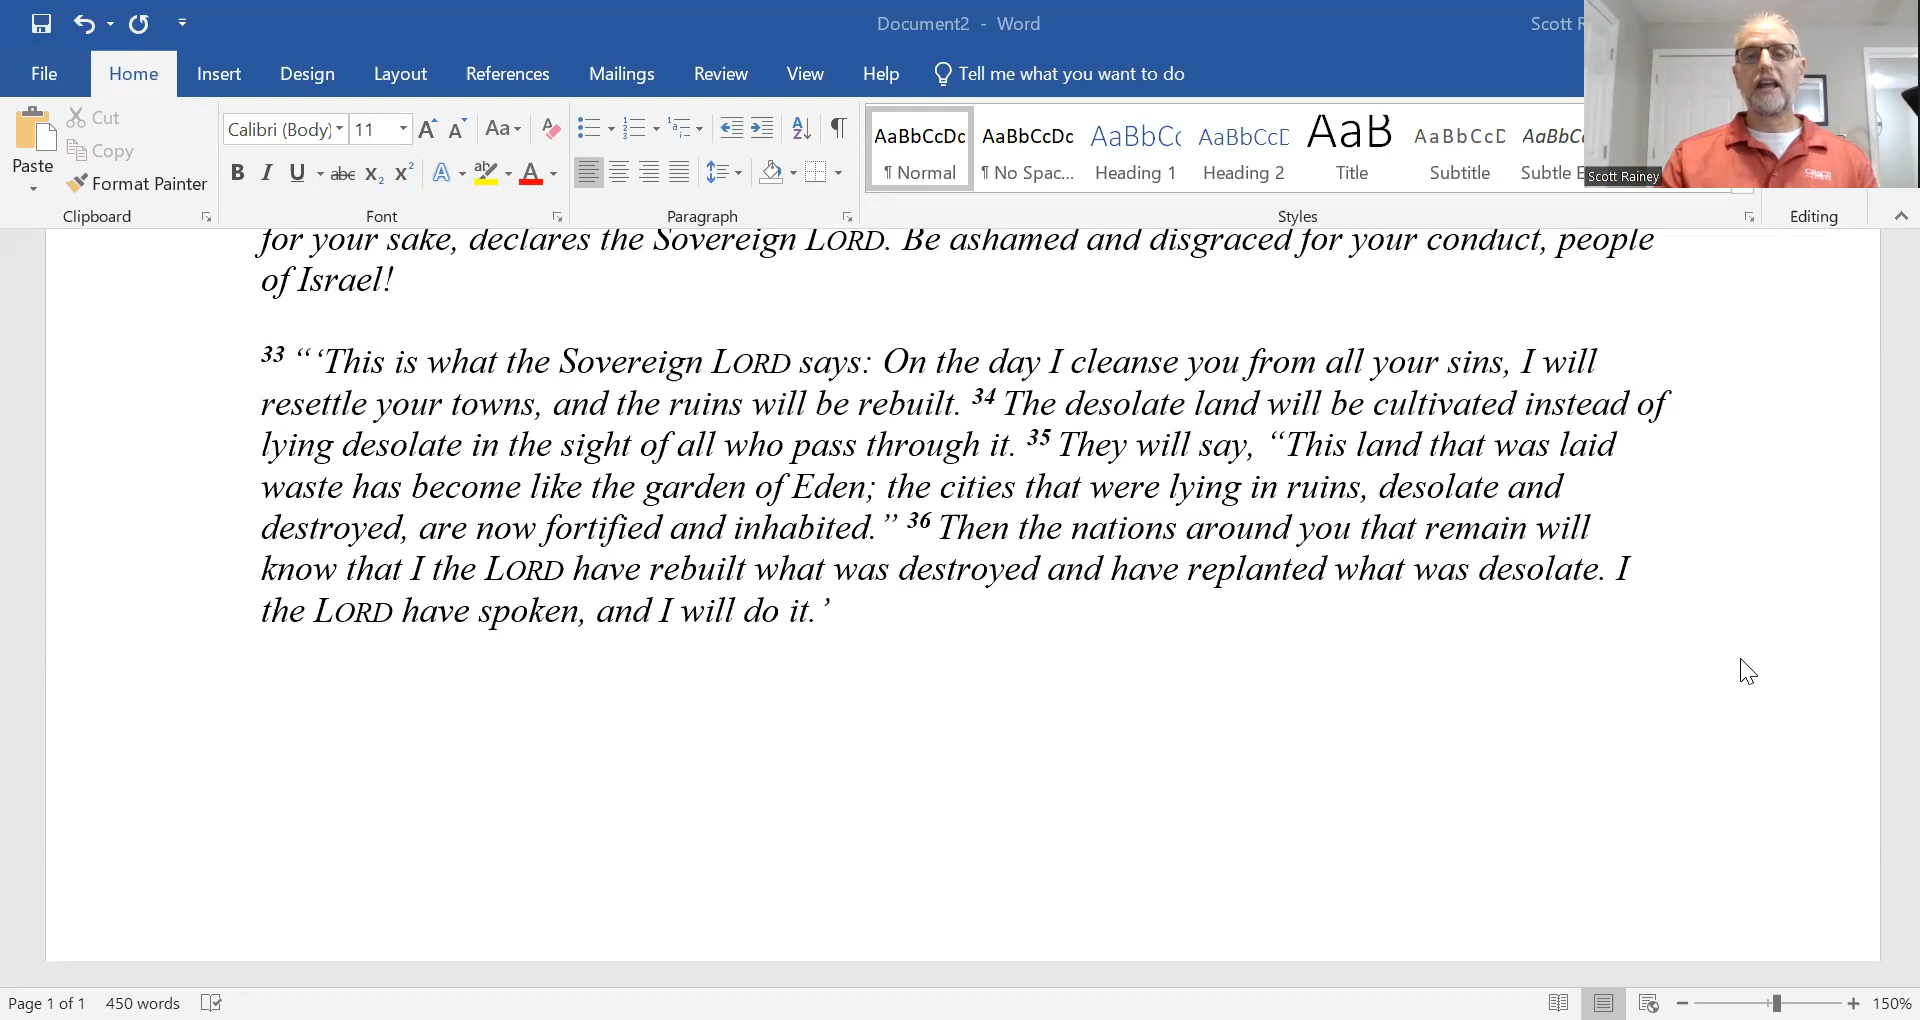 Document2 - Word
Scott R
File Home Insert Design Layout References Mailings Review View Help Tell me what you want to do
Paste
Cut
Copy
Format Painter
Clipboard
Calibri (Body) 11
Font
Paragraph
AaBbCcDc AaBbCcDc AaBbCc AaBbCcD AaB AaBbCcD AaBbCc
¶ Normal ¶ No Spac... Heading 1 Heading 2 Title Subtitle Subtle E
Styles
Editing
Scott Rainey
for your sake, declares the Sovereign LORD. Be ashamed and disgraced for your conduct, people
of Israel!
33 “‘This is what the Sovereign LORD says: On the day I cleanse you from all your sins, I will
resettle your towns, and the ruins will be rebuilt. 34 The desolate land will be cultivated instead of
lying desolate in the sight of all who pass through it. 35 They will say, “This land that was laid
waste has become like the garden of Eden; the cities that were lying in ruins, desolate and
destroyed, are now fortified and inhabited.” 36 Then the nations around you that remain will
know that I the LORD have rebuilt what was destroyed and have replanted what was desolate. I
the LORD have spoken, and I will do it.’
Page 1 of 1 450 words
150%